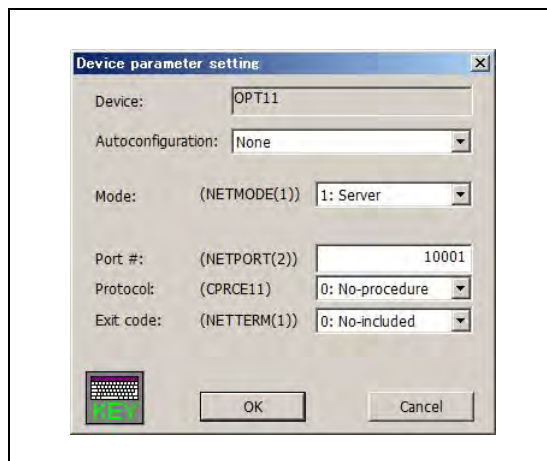 Device parameter setting
Device: OPT11
Autoconfiguration: None
Mode: (NETMODE(1)) 1: Server
Port #: (NETPORT(2)) 10001
Protocol: (CPRCE11) 0: No-procedure
Exit code: (NETTERM(1)) 0: No-included
KEY
OK Cancel